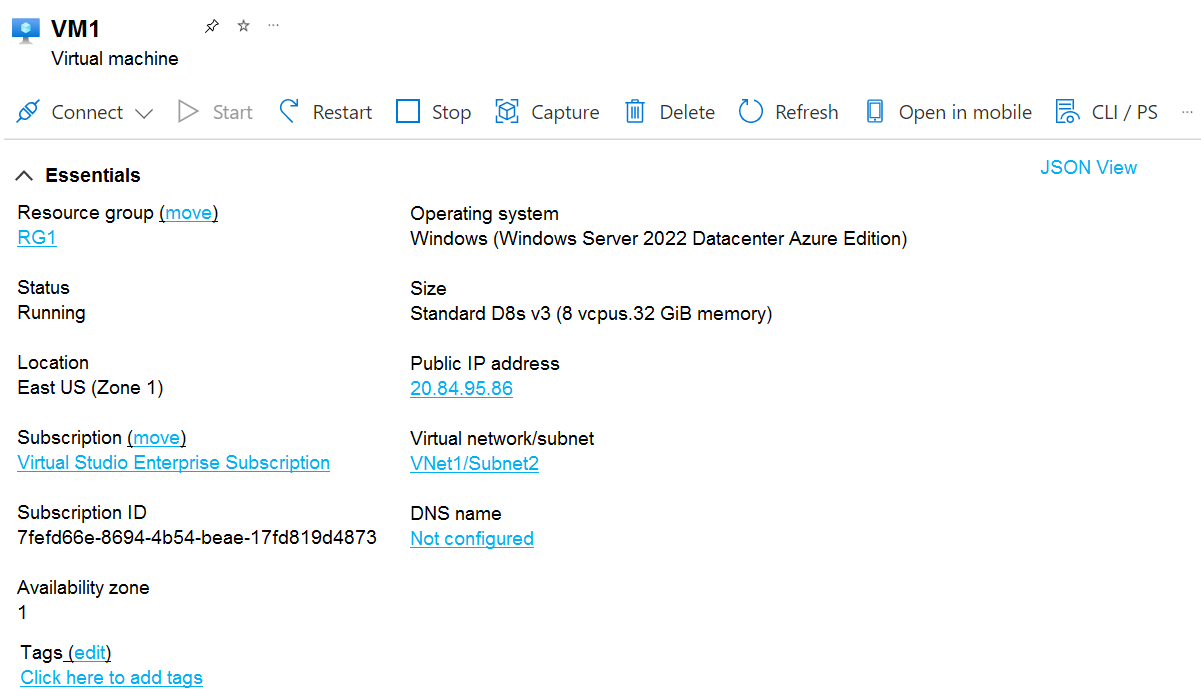 VM1
Virtual machine
Connect Start Restart Stop Capture Delete Refresh Open in mobile CLI / PS
Essentials
JSON View
Resource group (move)
RG1
Status
Running
Location
East US (Zone 1)
Subscription (move)
Virtual Studio Enterprise Subscription
Subscription ID
7fefd66e-8694-4b54-beae-17fd819d4873
Availability zone
1
Tags (edit)
Click here to add tags
Operating system
Windows (Windows Server 2022 Datacenter Azure Edition)
Size
Standard D8s v3 (8 vcpus.32 GiB memory)
Public IP address
20.84.95.86
Virtual network/subnet
VNet1/Subnet2
DNS name
Not configured